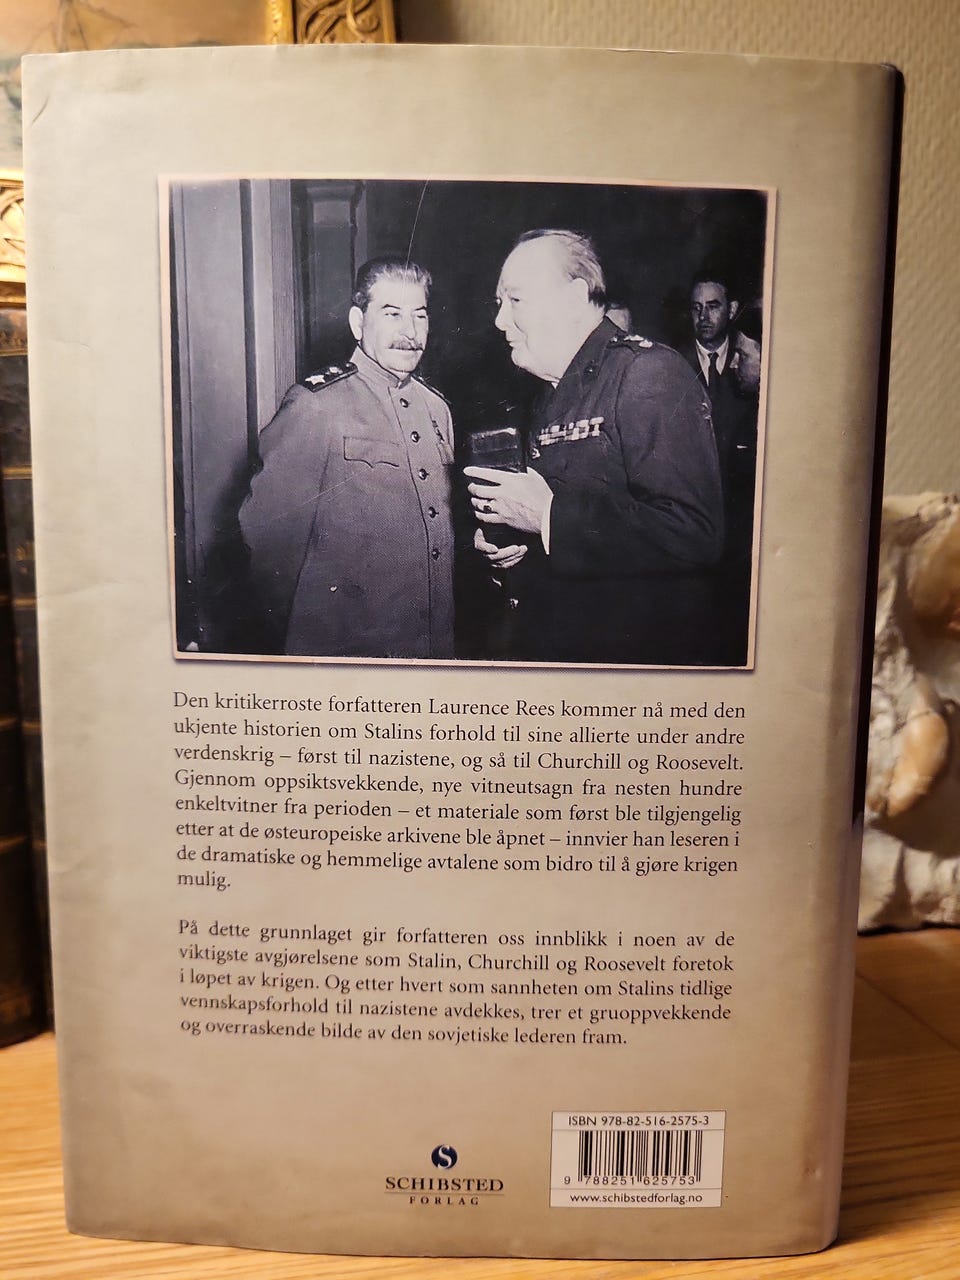 Den kritikerroste forfatteren Laurence Rees kommer nå med den
ukjente historien om Stalins forhold til sine allierte under andre
verdenskrig – først til nazistene, og så til Churchill og Roosevelt.
Gjennom oppsiktsvekkende, nye vitneutsagn fra nesten hundre
enkeltvitner fra perioden – et materiale som først ble tilgjengelig
etter at de østeuropeiske arkivene ble åpnet – innvier han leseren i
de dramatiske og hemmelige avtalene som bidro til å gjøre krigen
mulig.
På dette grunnlaget gir forfatteren oss innblikk i noen av de
viktigste avgjørelsene som Stalin, Churchill og Roosevelt foretok
i løpet av krigen. Og etter hvert som sannheten om Stalins tidlige
vennskapsforhold til nazistene avdekkes, trer et gruoppvekkende
og overraskende bilde av den sovjetiske lederen fram.
S
SCHIBSTED
FORLAG
ISBN 978-82-516-2575-3
9 788251 625753
www.schibstedforlag.no